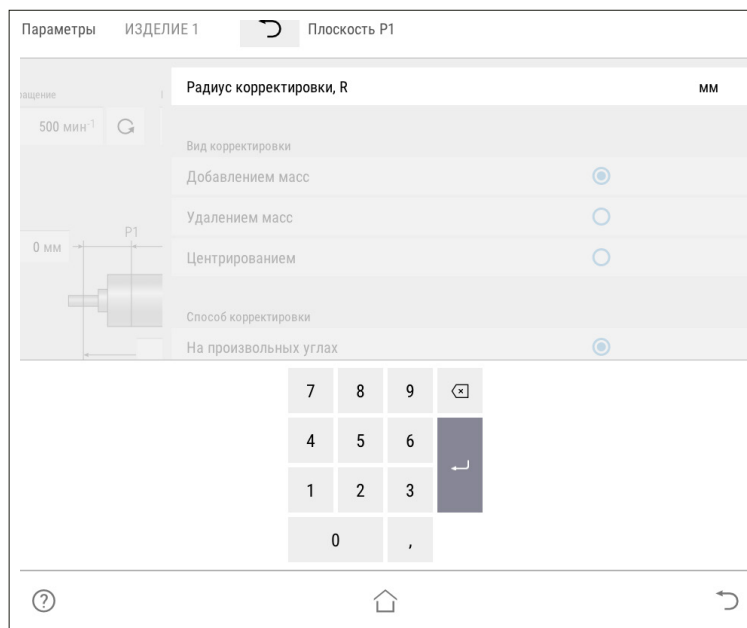 Параметры ИЗДЕЛИЕ 1 Плоскость P1
Радиус корректировки, R мм
500 мин-1
Вид корректировки
Добавлением масс
Удалением масс
P1
0 мм
Центрированием
Способ корректировки
На произвольных углах
7 8 9
4 5 6
1 2 3
0 ,
?